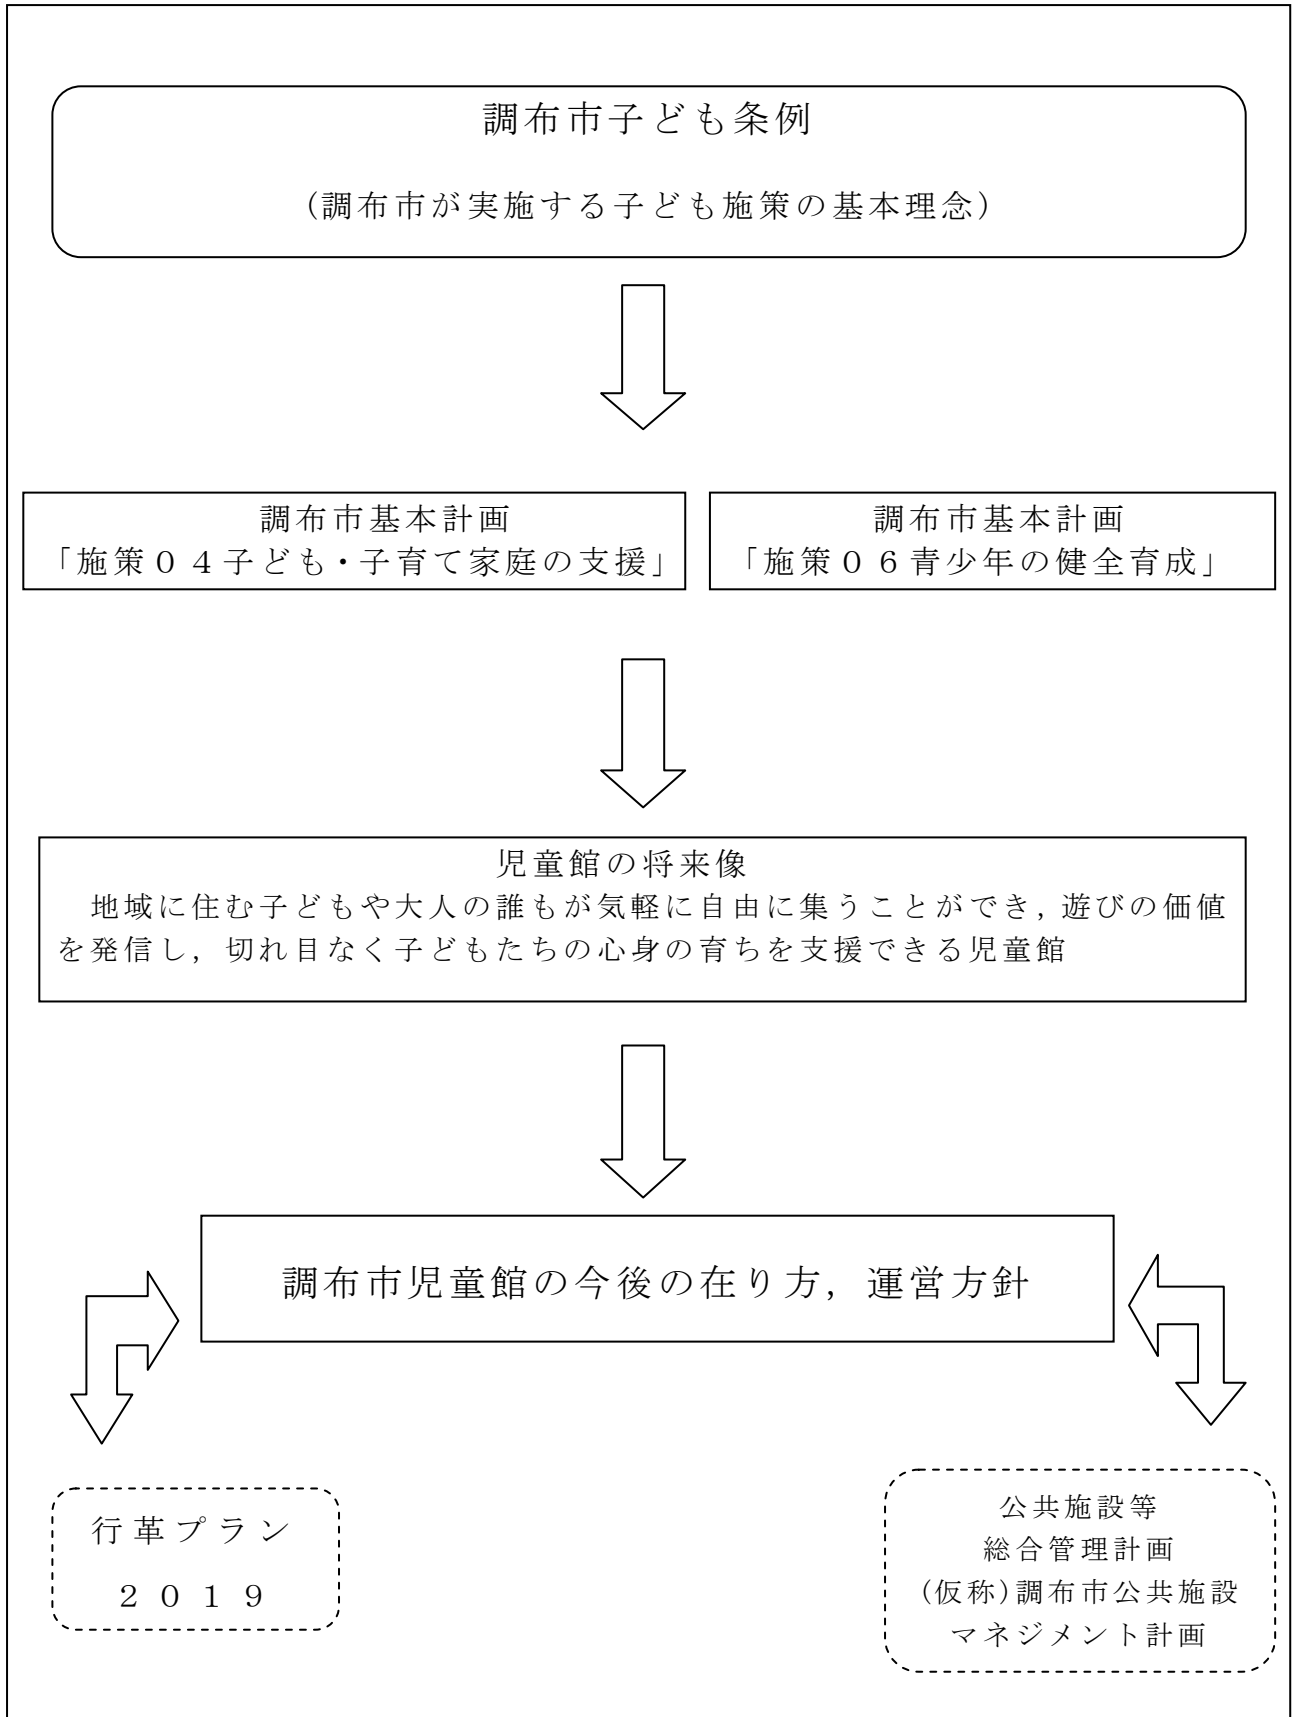 調布市子ども条例
(調布市が実施する子ども施策の基本理念)
調布市基本計画
「施策０４子ども・子育て家庭の支援」
調布市基本計画
「施策０６青少年の健全育成」
児童館の将来像
地域に住む子どもや大人の誰もが気軽に自由に集うことができ，遊びの価値
を発信し，切れ目なく子どもたちの心身の育ちを支援できる児童館
調布市児童館の今後の在り方，運営方針
行革プラン
２０１９
公共施設等
総合管理計画
(仮称)調布市公共施設
マネジメント計画